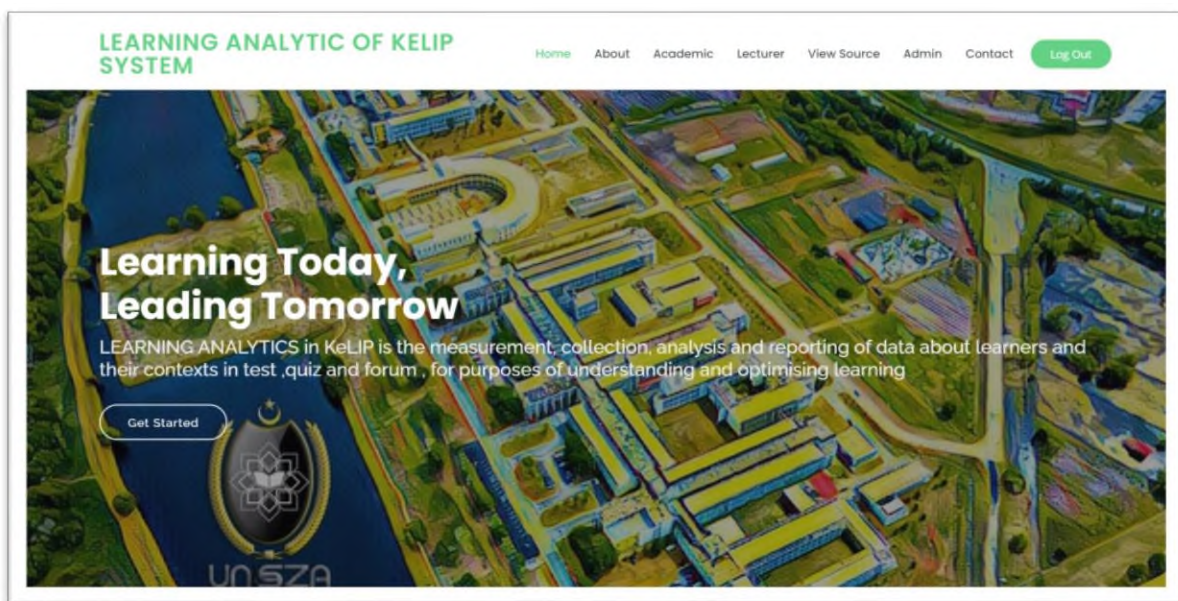 LEARNING ANALYTIC OF KELIP
SYSTEM
Home About Academic Lecturer View Source Admin Contact Log Out
Learning Today,
Leading Tomorrow
LEARNING ANALYTICS in KeLIP is the measurement, collection, analysis and reporting of data about learners and
their contexts in test ,quiz and forum , for purposes of understanding and optimising learning
Get Started
UNISZA